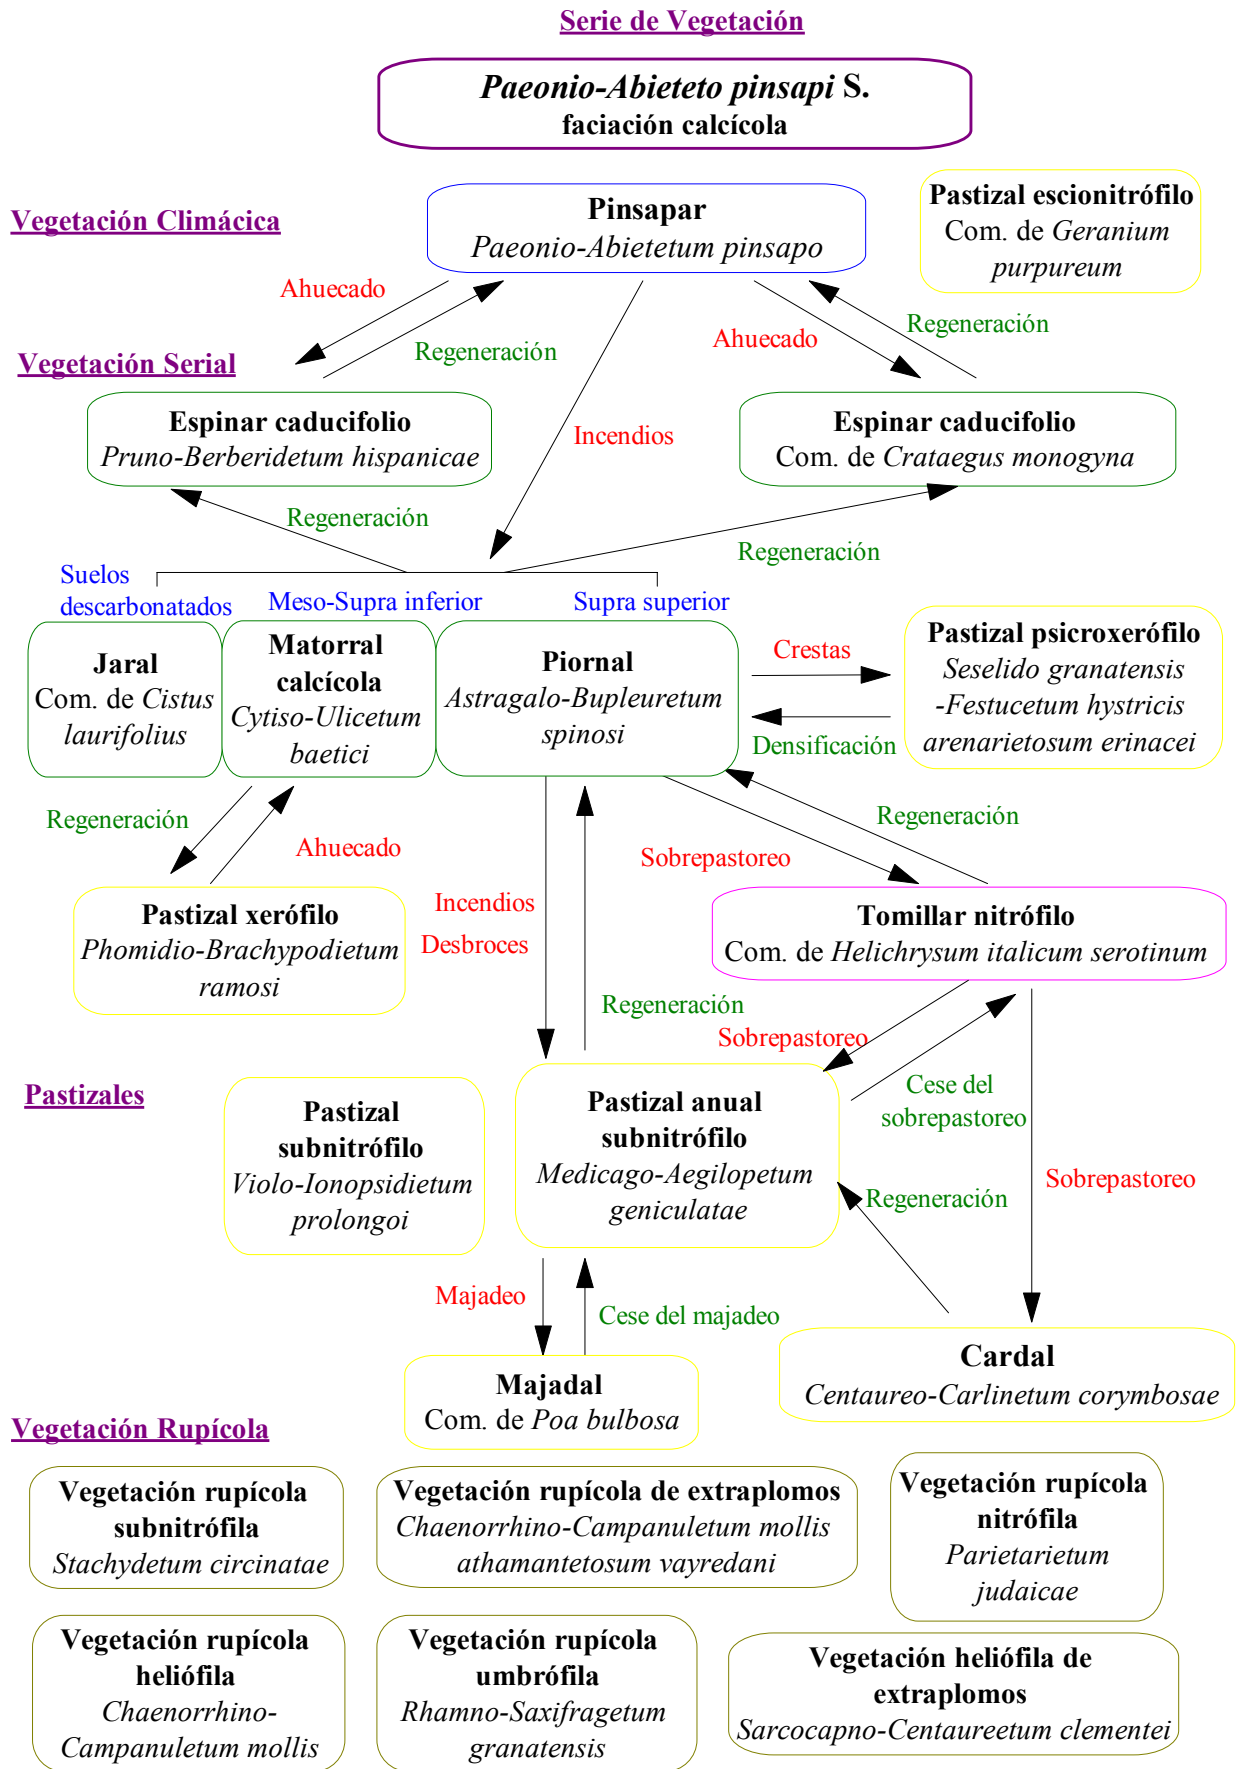 Serie de Vegetación
Paeonio-Abieteto pinsapi S.
faciación calcícola
Vegetación Climácica
Pinsapar
Paeonio-Abietetum pinsapo
Pastizal escionitrófilo
Com. de Geranium
purpureum
Ahuecado
Regeneración
Incendios
Ahuecado
Regeneración
Vegetación Serial
Espinar caducifolio
Pruno-Berberidetum hispanicae
Espinar caducifolio
Com. de Crataegus monogyna
Regeneración
Regeneración
Suelos
descarbonatados
Meso-Supra inferior
Supra superior
Jaral
Com. de Cistus
laurifolius
Matorral
calcícola
Cytiso-Ulicetum
baetici
Piornal
Astragalo-Bupleuretum
spinosi
Crestas
Densificación
Pastizal psicroxerófilo
Seselido granatensis
-Festucetum hystricis
arenarietosum erinacei
Regeneración
Ahuecado
Incendios
Desbroces
Regeneración
Sobrepastoreo
Regeneración
Pastizal xerófilo
Phomidio-Brachypodietum
ramosi
Tomillar nitrófilo
Com. de Helichrysum italicum serotinum
Sobrepastoreo
Cese del
sobrepastoreo
Sobrepastoreo
Pastizales
Pastizal
subnitrófilo
Violo-Ionopsidietum
prolongoi
Pastizal anual
subnitrófilo
Medicago-Aegilopetum
geniculatae
Regeneración
Majadeo
Cese del majadeo
Majadal
Com. de Poa bulbosa
Cardal
Centaureo-Carlinetum corymbosae
Vegetación Rupícola
Vegetación rupícola
subnitrófila
Stachydetum circinatae
Vegetación rupícola de extraplomos
Chaenorrhino-Campanuletum mollis
athamantetosum vayredani
Vegetación rupícola
nitrófila
Parietarietum
judaicae
Vegetación rupícola
heliófila
Chaenorrhino-
Campanuletum mollis
Vegetación rupícola
umbrófila
Rhamno-Saxifragetum
granatensis
Vegetación heliófila de
extraplomos
Sarcocapno-Centaureetum clementei